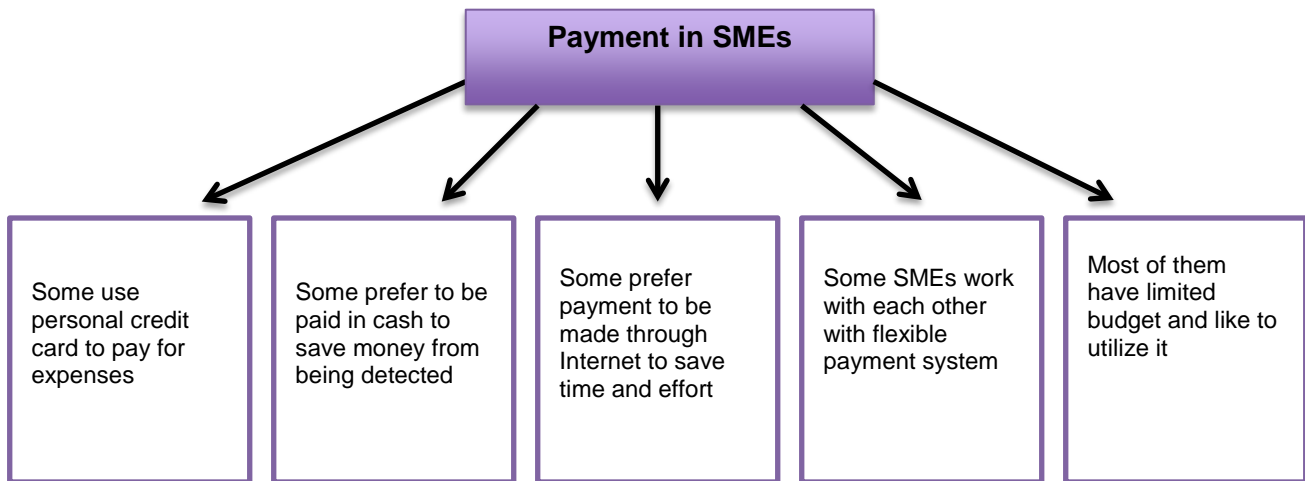 Payment in SMEs
Some use
personal credit
card to pay for
expenses
Some prefer to be
paid in cash to
save money from
being detected
Some prefer
payment to be
made through
Internet to save
time and effort
Some SMEs work
with each other
with flexible
payment system
Most of them
have limited
budget and like to
utilize it